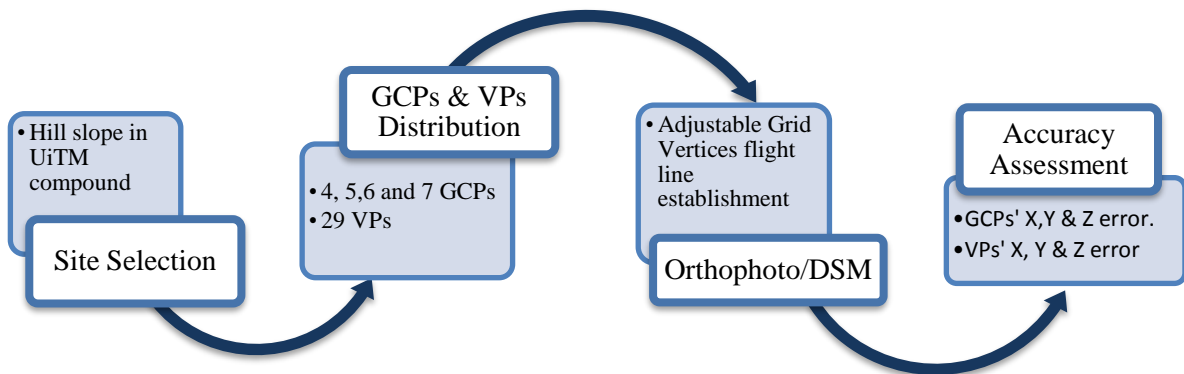 • Hill slope in
UiTM
compound
Site Selection
GCPs & VPs
Distribution
• 4, 5,6 and 7 GCPs
• 29 VPs
• Adjustable Grid
Vertices flight
line
establishment
Orthophoto/DSM
Accuracy
Assessment
•GCPs' X,Y & Z error.
•VPs' X, Y & Z error